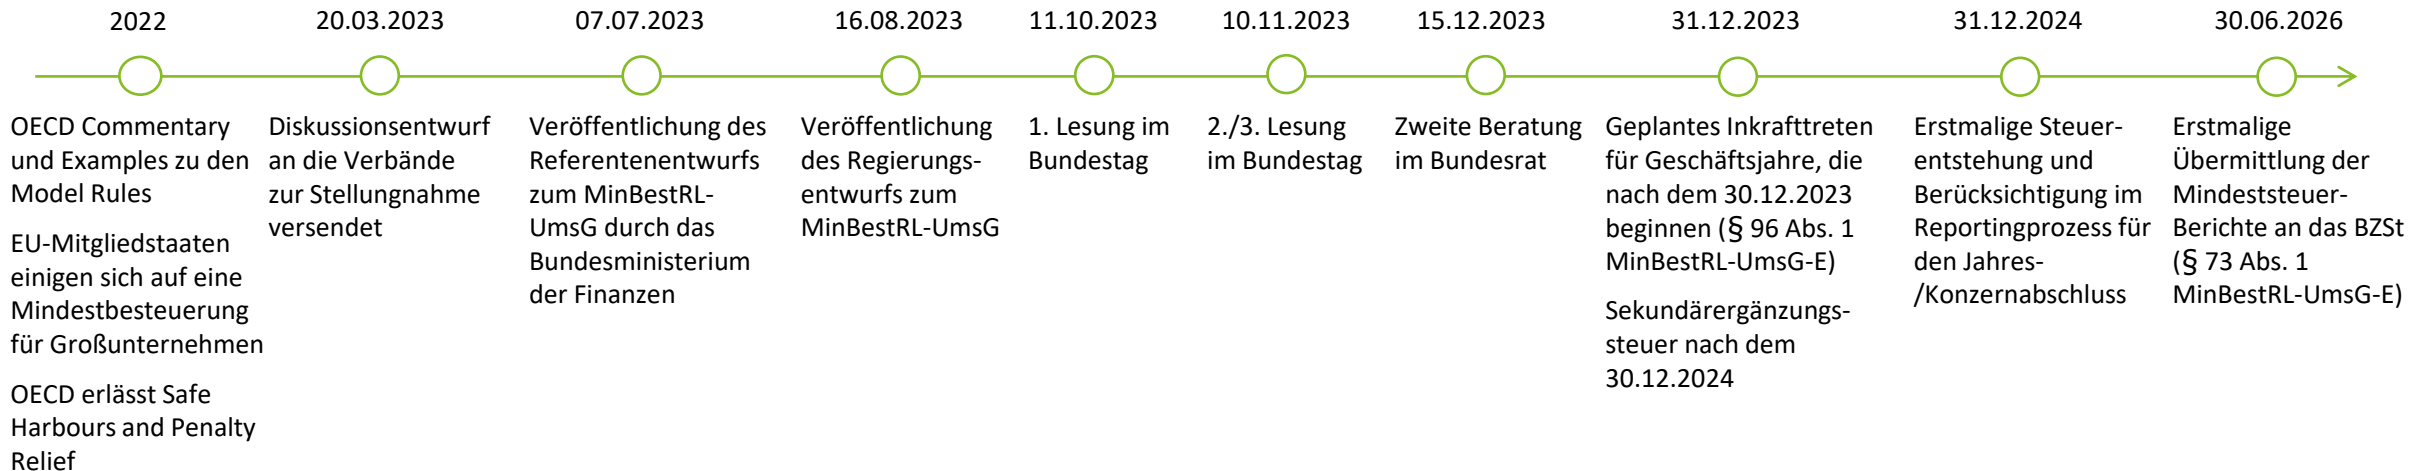 2022
OECD Commentary
und Examples zu den
Model Rules
EU-Mitgliedstaaten
einigen sich auf eine
Mindestbesteuerung
für Großunternehmen
OECD erlässt Safe
Harbours and Penalty
Relief
20.03.2023
Diskussionsentwurf
an die Verbände
zur Stellungnahme
versendet
07.07.2023
Veröffentlichung des
Referentenentwurfs
zum MinBestRL-
UmsG durch das
Bundesministerium
der Finanzen
16.08.2023
Veröffentlichung
des Regierungs-
entwurfs zum
MinBestRL-UmsG
11.10.2023
1. Lesung im
Bundestag
10.11.2023
2./3. Lesung
im Bundestag
15.12.2023
Zweite Beratung
im Bundesrat
31.12.2023
Geplantes Inkrafttreten
für Geschäftsjahre, die
nach dem 30.12.2023
beginnen (§ 96 Abs. 1
MinBestRL-UmsG-E)
Sekundärergänzungs-
steuer nach dem
30.12.2024
31.12.2024
Erstmalige Steuer-
entstehung und
Berücksichtigung im
Reportingprozess für
den Jahres-
/Konzernabschluss
30.06.2026
Erstmalige
Übermittlung der
Mindeststeuer-
Berichte an das BZSt
(§ 73 Abs. 1
MinBestRL-UmsG-E)